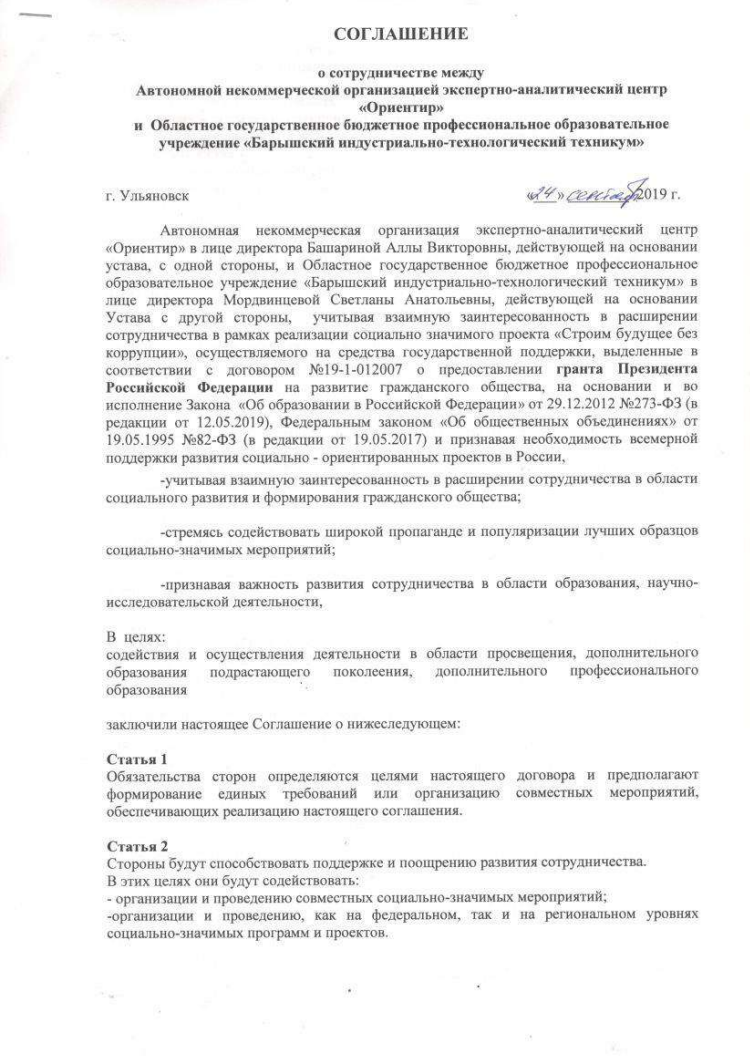 СОГЛАШЕНИЕ
о сотрудничестве между
Автономной некоммерческой организацией экспертно-аналитический центр
«Ориентир»
и Областное государственное бюджетное профессиональное образовательное
учреждение «Барышский индустриально-технологический техникум»
г. Ульяновск «24» сентября 2019 г.
Автономная некоммерческая организация экспертно-аналитический центр
«Ориентир» в лице директора Башариной Аллы Викторовны, действующей на основании
устава, с одной стороны, и Областное государственное бюджетное профессиональное
образовательное учреждение «Барышский индустриально-технологический техникум» в
лице директора Мордвинцевой Светланы Анатольевны, действующей на основании
Устава с другой стороны, учитывая взаимную заинтересованность в расширении
сотрудничества в рамках реализации социально значимого проекта «Строим будущее без
коррупции», осуществляемого на средства государственной поддержки, выделенные в
соответствии с договором №19-1-012007 о предоставлении гранта Президента
Российской Федерации на развитие гражданского общества, на основании и во
исполнение Закона «Об образовании в Российской Федерации» от 29.12.2012 №273-ФЗ (в
редакции от 12.05.2019), Федеральным законом «Об общественных объединениях» от
19.05.1995 №82-ФЗ (в редакции от 19.05.2017) и признавая необходимость всемерной
поддержки развития социально - ориентированных проектов в России,
-учитывая взаимную заинтересованность в расширении сотрудничества в области
социального развития и формирования гражданского общества;
-стремясь содействовать широкой пропаганде и популяризации лучших образцов
социально-значимых мероприятий;
-признавая важность развития сотрудничества в области образования, научно-
исследовательской деятельности,
В целях:
содействия и осуществления деятельности в области просвещения, дополнительного
образования подрастающего поколеения, дополнительного профессионального
образования
заключили настоящее Соглашение о нижеследующем:
Статья 1
Обязательства сторон определяются целями настоящего договора и предполагают
формирование единых требований или организацию совместных мероприятий,
обеспечивающих реализацию настоящего соглашения.
Статья 2
Стороны будут способствовать поддержке и поощрению развития сотрудничества.
В этих целях они будут содействовать:
- организации и проведению совместных социально-значимых мероприятий;
-организации и проведению, как на федеральном, так и на региональном уровнях
социально-значимых программ и проектов.